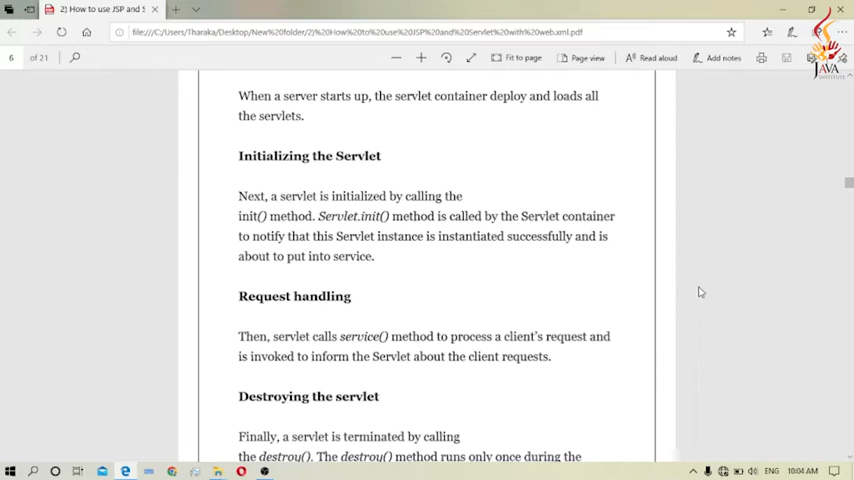 2) How to use JSP and S
file:///C:/Users/Tharaka/Desktop/New%20folder/2)%20How%20to%20use%20JSP%20and%20Servlet%20with%20web.xml.pdf
6 of 21
Fit to page
Page view
Read aloud
Add notes
JAVA
INSTITUTE
When a server starts up, the servlet container deploy and loads all
the servlets.
Initializing the Servlet
Next, a servlet is initialized by calling the
init() method. Servlet.init() method is called by the Servlet container
to notify that this Servlet instance is instantiated successfully and is
about to put into service.
Request handling
Then, servlet calls service() method to process a client's request and
is invoked to inform the Servlet about the client requests.
Destroying the servlet
Finally, a servlet is terminated by calling
the destroy(). The destroy() method runs only once during the
ENG
10:04 AM